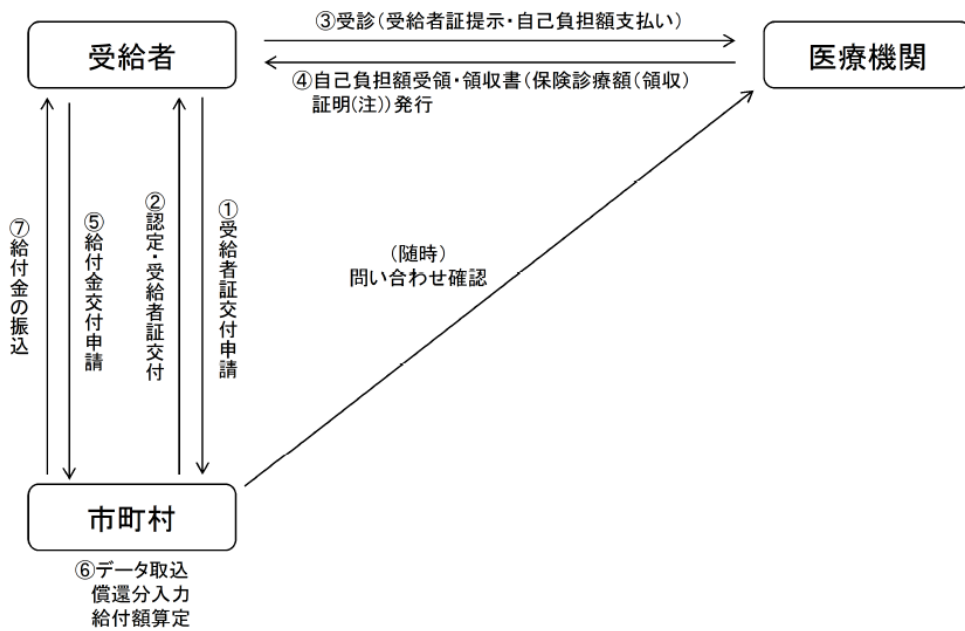 受給者
③受診(受給者証提示・自己負担額支払い)
医療機関
④自己負担額受領・領収書(保険診療額(領収)
証明(注))発行
⑦給付金の振込
⑤給付金交付申請
②認定・受給者証交付
①受給者証交付申請
(随時)
問い合わせ確認
市町村
⑥データ取込
償還分入力
給付額算定